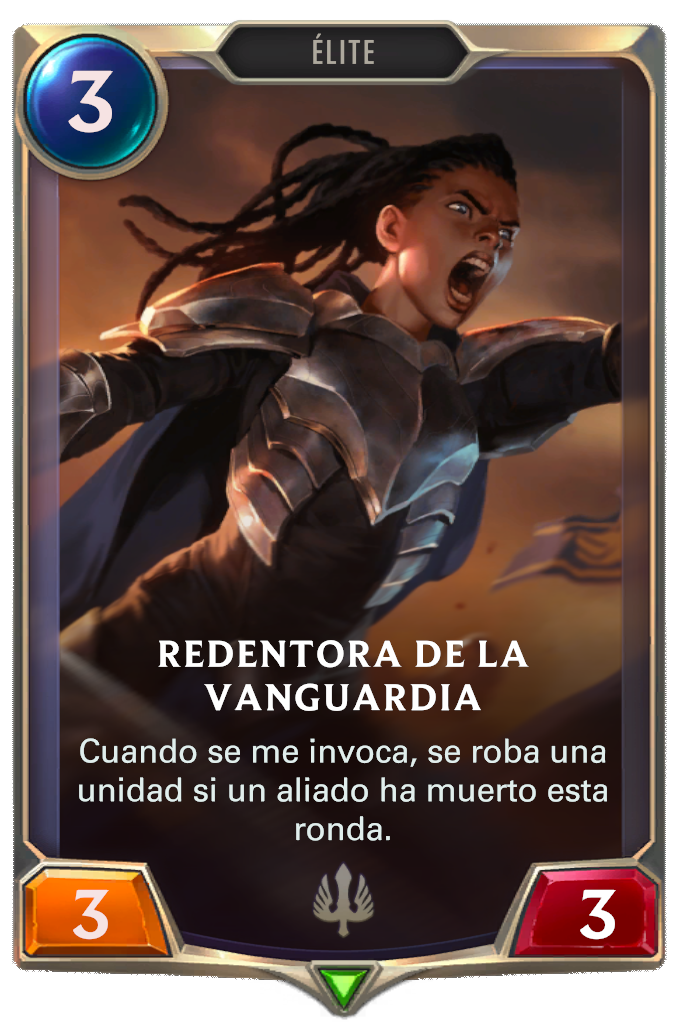 ÉLITE
3
REDENTORA DE LA
VANGUARDIA
Cuando se me invoca, se roba una
unidad si un aliado ha muerto esta
ronda.
3
3